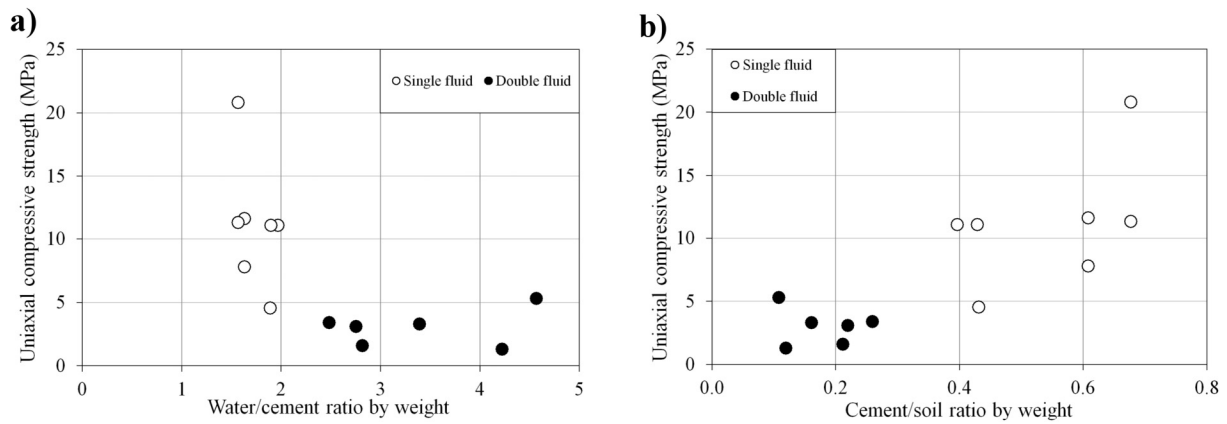 a)
Uniaxial compressive strength (MPa)
25
20
15
10
5
0
0 1 2 3 4 5
Water/cement ratio by weight
Single fluid Double fluid
b)
Uniaxial compressive strength (MPa)
25
20
15
10
5
0
0.0 0.2 0.4 0.6 0.8
Cement/soil ratio by weight
Single fluid
Double fluid